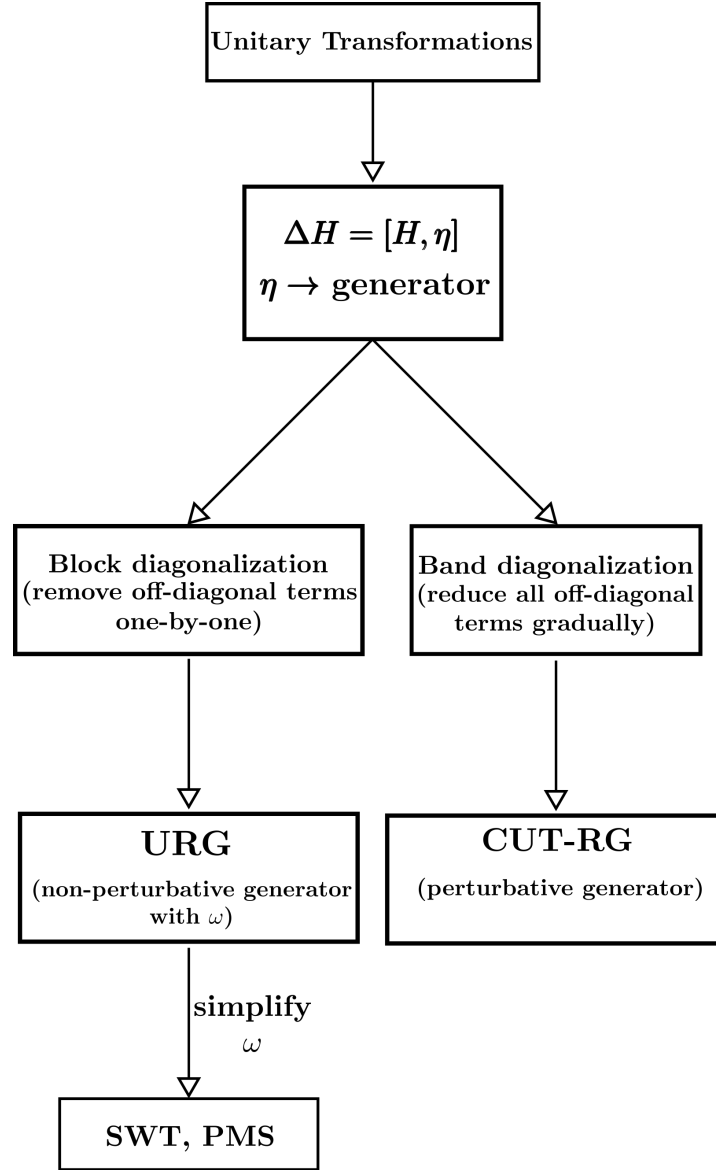 Unitary Transformations
ΔH = [H, η]
η → generator
Block diagonalization
(remove off-diagonal terms
one-by-one)
Band diagonalization
(reduce all off-diagonal
terms gradually)
URG
(non-perturbative generator
with ω)
CUT-RG
(perturbative generator)
simplify
ω
SWT, PMS